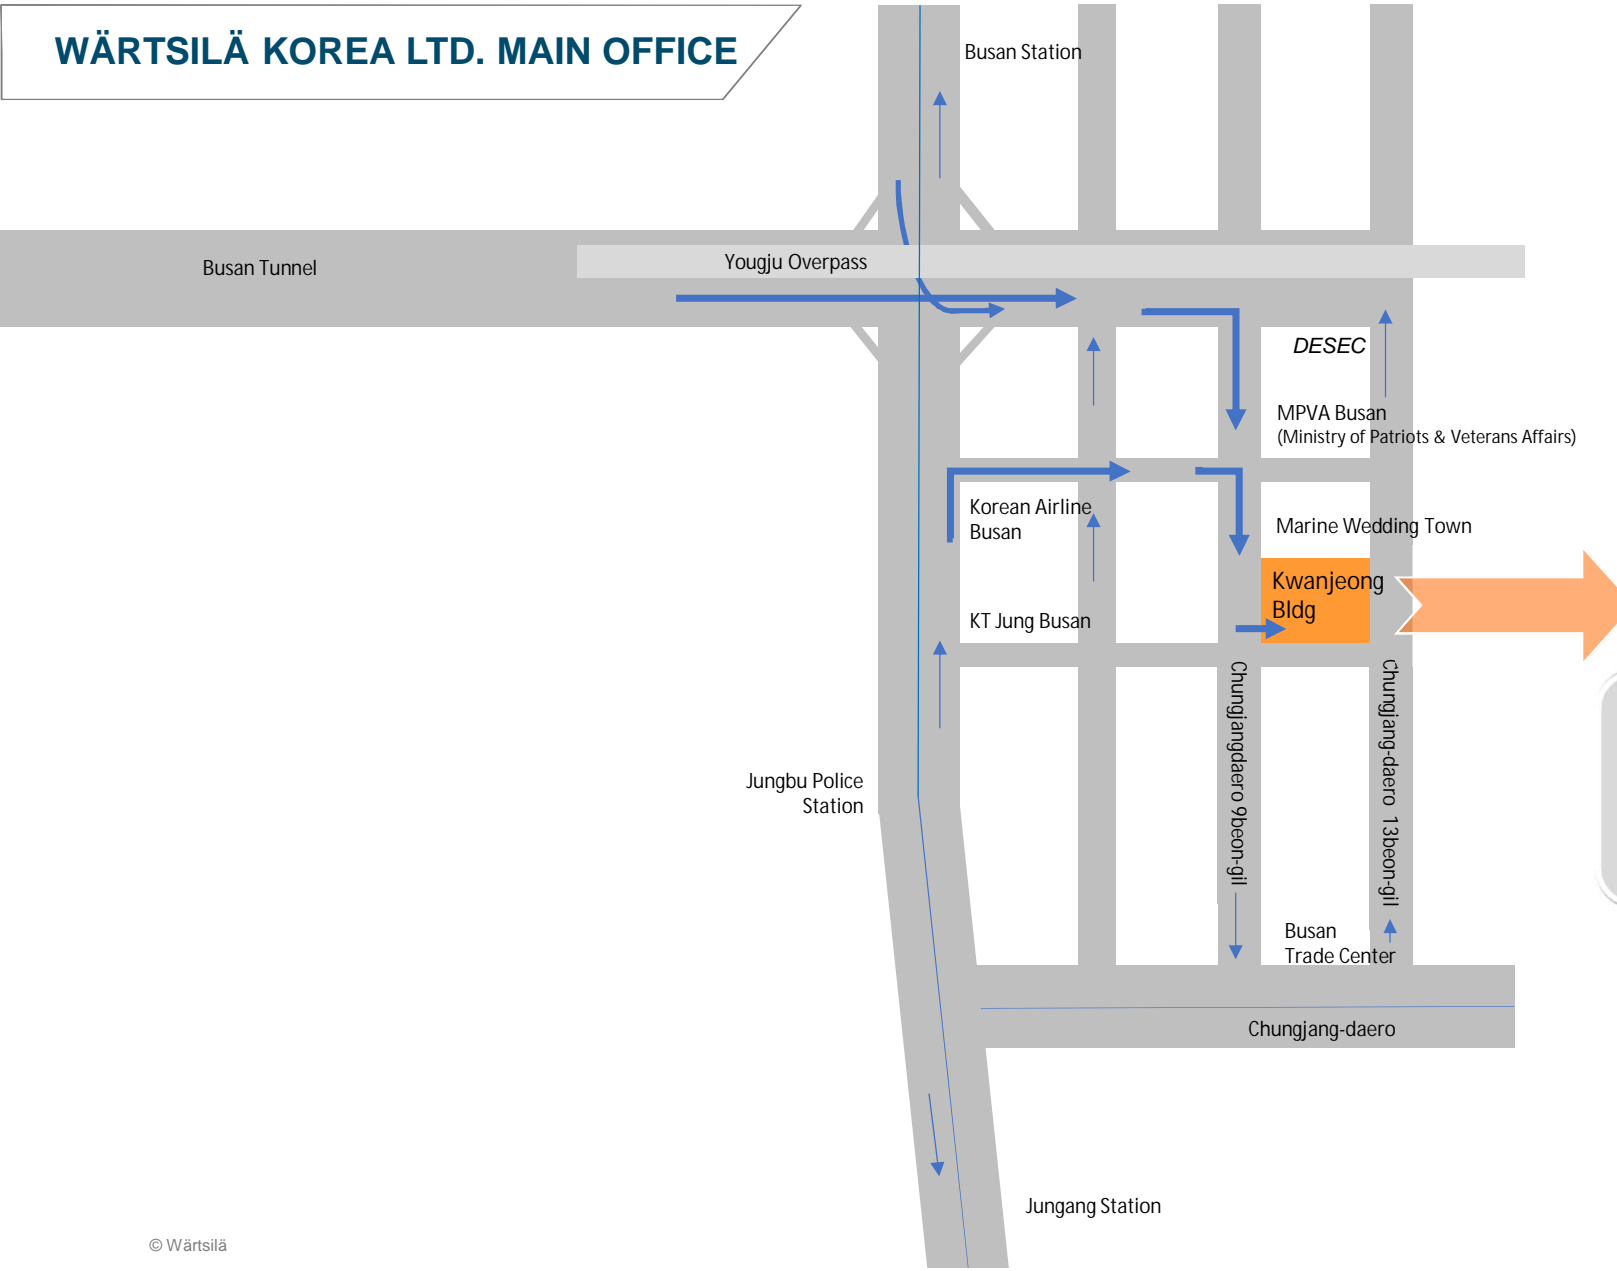 WÄRTSILÄ KOREA LTD. MAIN OFFICE
Busan Station
Yougju Overpass
Busan Tunnel
DESEC
MPVA Busan
(Ministry of Patriots & Veterans Affairs)
Korean Airline
Busan
Marine Wedding Town
Kwanjeong
Bldg
KT Jung Busan
Chungjangdaero 9beon-gil
Chungjang-daero 13beon-gil
Jungbu Police
Station
Busan
Trade Center
Chungjang-daero
Jungang Station
© Wärtsilä